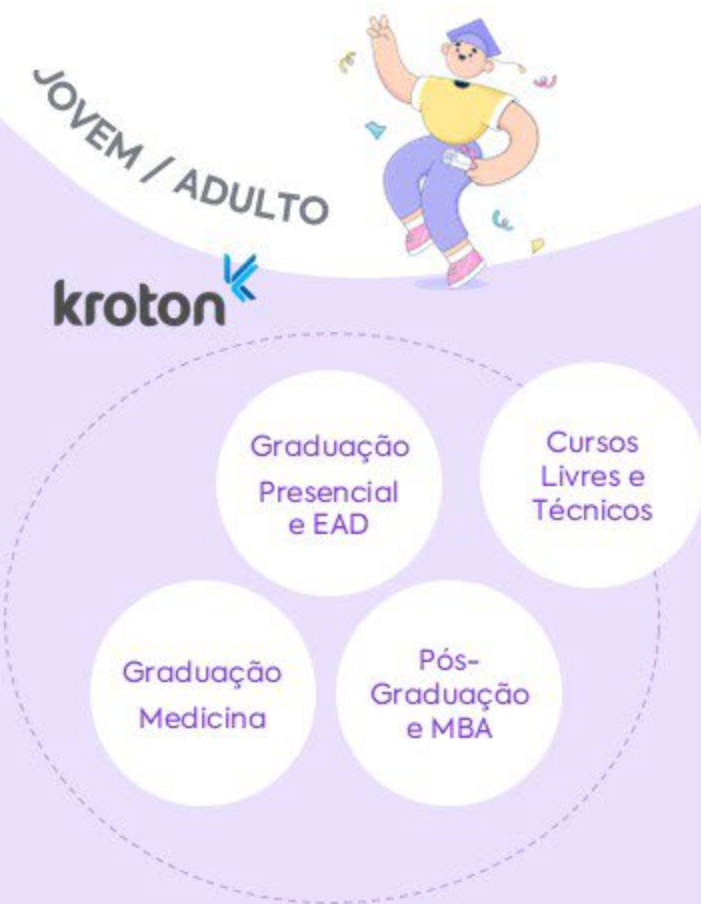 JOVEM / ADULTO
kroton
Graduação
Presencial
e EAD
Cursos
Livres e
Técnicos
Graduação
Medicina
Pós-
Graduação
e MBA